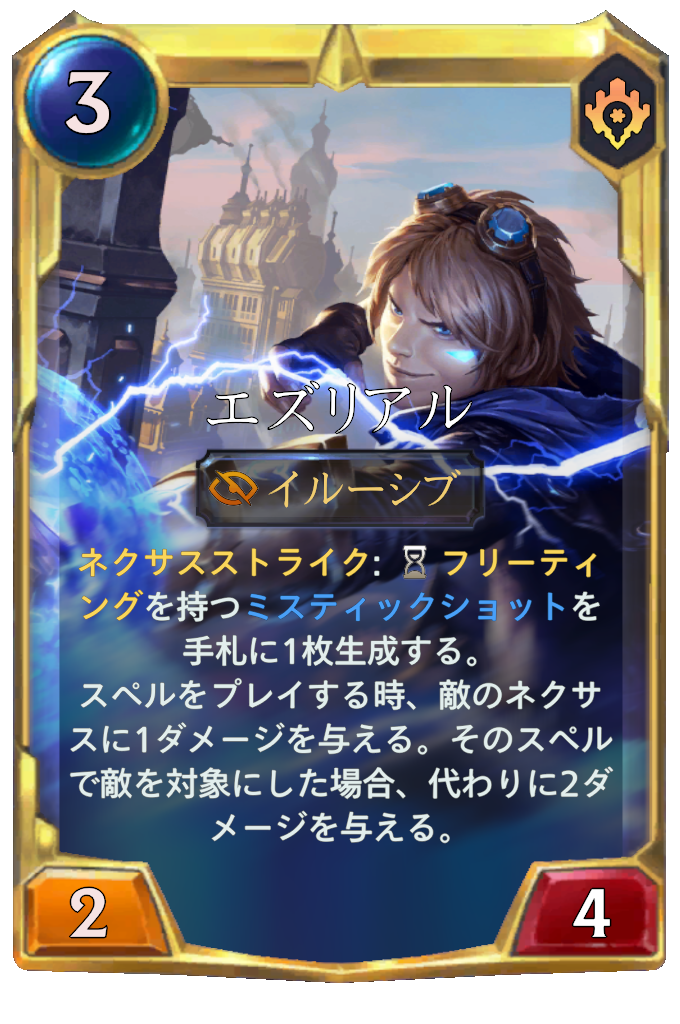 3
エズリアル
イルーシブ
ネクサスストライク: フリーティ
ングを持つミスティックショットを
手札に1枚生成する。
スペルをプレイする時、敵のネクサ
スに1ダメージを与える。そのスペル
で敵を対象にした場合、代わりに2ダ
メージを与える。
2
4